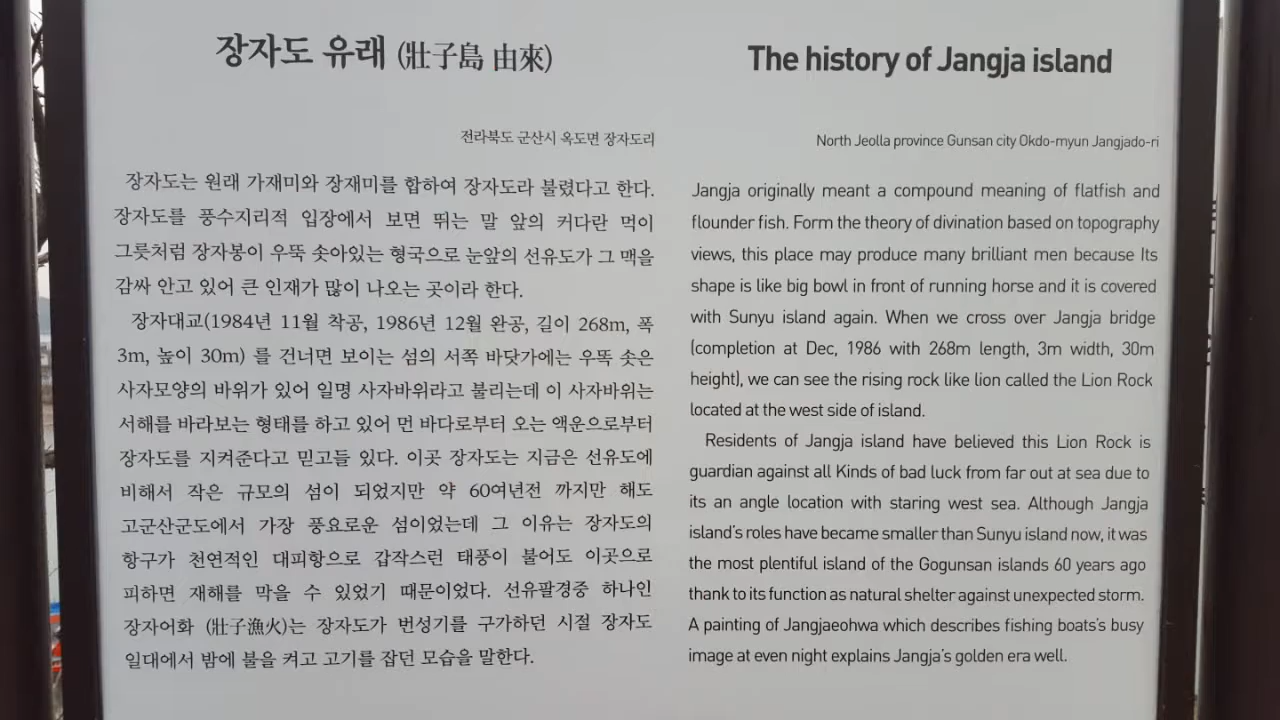 장자도 유래 (壯子島 由來)
전라북도 군산시 옥도면 장자도리
장자도는 원래 가재미와 장재미를 합하여 장자도라 불렸다고 한다.
장자도를 풍수지리적 입장에서 보면 뛰는 말 앞의 커다란 먹이
그릇처럼 장자봉이 우뚝 솟아있는 형국으로 눈앞의 선유도가 그 맥을
감싸 안고 있어 큰 인재가 많이 나오는 곳이라 한다.
장자대교(1984년 11월 착공, 1986년 12월 완공, 길이 268m, 폭
3m, 높이 30m) 를 건너면 보이는 섬의 서쪽 바닷가에는 우뚝 솟은
사자모양의 바위가 있어 일명 사자바위라고 불리는데 이 사자바위는
서해를 바라보는 형태를 하고 있어 먼 바다로부터 오는 액운으로부터
장자도를 지켜준다고 믿고들 있다. 이곳 장자도는 지금은 선유도에
비해서 작은 규모의 섬이 되었지만 약 60여년전 까지만 해도
고군산군도에서 가장 풍요로운 섬이었는데 그 이유는 장자도의
항구가 천연적인 대피항으로 갑작스런 태풍이 불어도 이곳으로
피하면 재해를 막을 수 있었기 때문이었다. 선유팔경중 하나인
장자어화 (壯子漁火)는 장자도가 번성기를 구가하던 시절 장자도
일대에서 밤에 불을 켜고 고기를 잡던 모습을 말한다.
The history of Jangja island
North Jeolla province Gunsan city Okdo-myun Jangjado-ri
Jangja originally meant a compound meaning of flatfish and
flounder fish. Form the theory of divination based on topography
views, this place may produce many brilliant men because Its
shape is like big bowl in front of running horse and it is covered
with Sunyu island again. When we cross over Jangja bridge
(completion at Dec, 1986 with 268m length, 3m width, 30m
height), we can see the rising rock like lion called the Lion Rock
located at the west side of island.
Residents of Jangja island have believed this Lion Rock is
guardian against all Kinds of bad luck from far out at sea due to
its an angle location with staring west sea. Although Jangja
island's roles have became smaller than Sunyu island now, it was
the most plentiful island of the Gogunsan islands 60 years ago
thank to its function as natural shelter against unexpected storm.
A painting of Jangjaeohwa which describes fishing boats's busy
image at even night explains Jangja's golden era well.